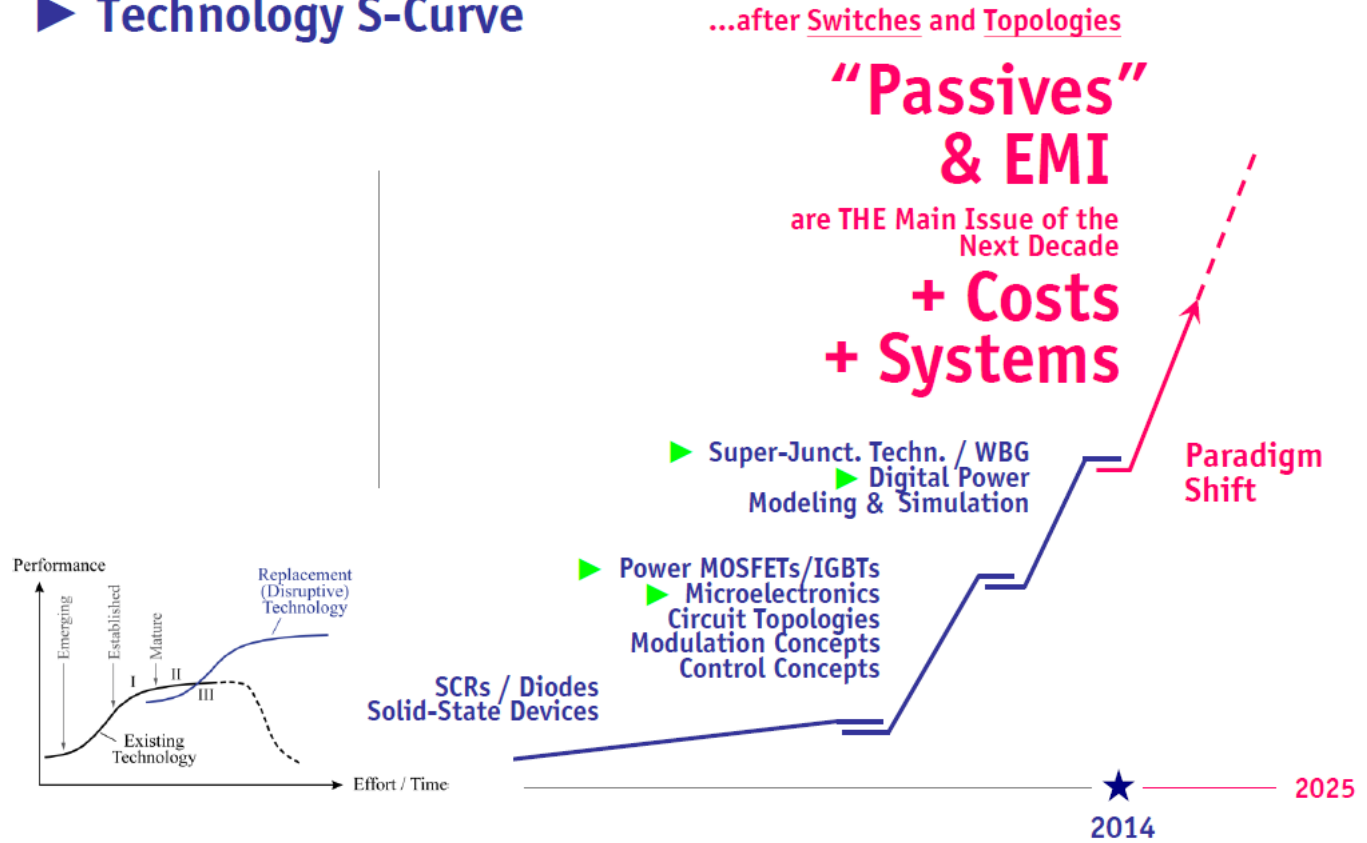 ► Technology S-Curve
...after Switches and Topologies
“Passives”
& EMI
are THE Main Issue of the
Next Decade
+ Costs
+ Systems
► Super-Junct. Techn. / WBG
► Digital Power
Modeling & Simulation
Paradigm
Shift
► Power MOSFETs/IGBTs
► Microelectronics
Circuit Topologies
Modulation Concepts
Control Concepts
SCRs / Diodes
Solid-State Devices
Performance
Emerging
Established
Mature
I
II
III
Replacement
(Disruptive)
Technology
Existing
Technology
Effort / Time
2014
2025